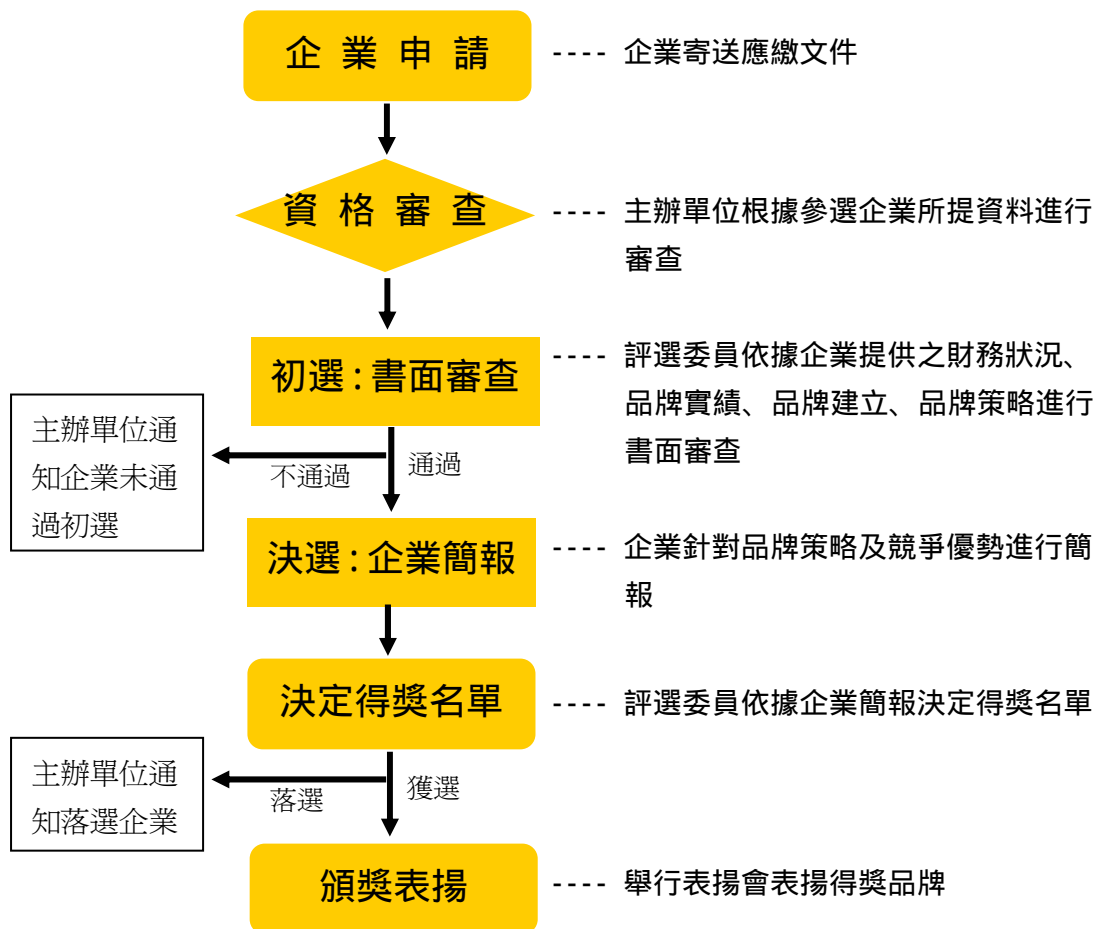 企業申請 ---- 企業寄送應繳文件
資格審查 ---- 主辦單位根據參選企業所提資料進行
審查
初選:書面審查 ---- 評選委員依據企業提供之財務狀況、
品牌實績、品牌建立、品牌策略進行
書面審查
主辦單位通
知企業未通
過初選
不通過
通過
決選:企業簡報 ---- 企業針對品牌策略及競爭優勢進行簡
報
決定得獎名單 ---- 評選委員依據企業簡報決定得獎名單
主辦單位通
知落選企業
落選
獲選
頒獎表揚 ---- 舉行表揚會表揚得獎品牌